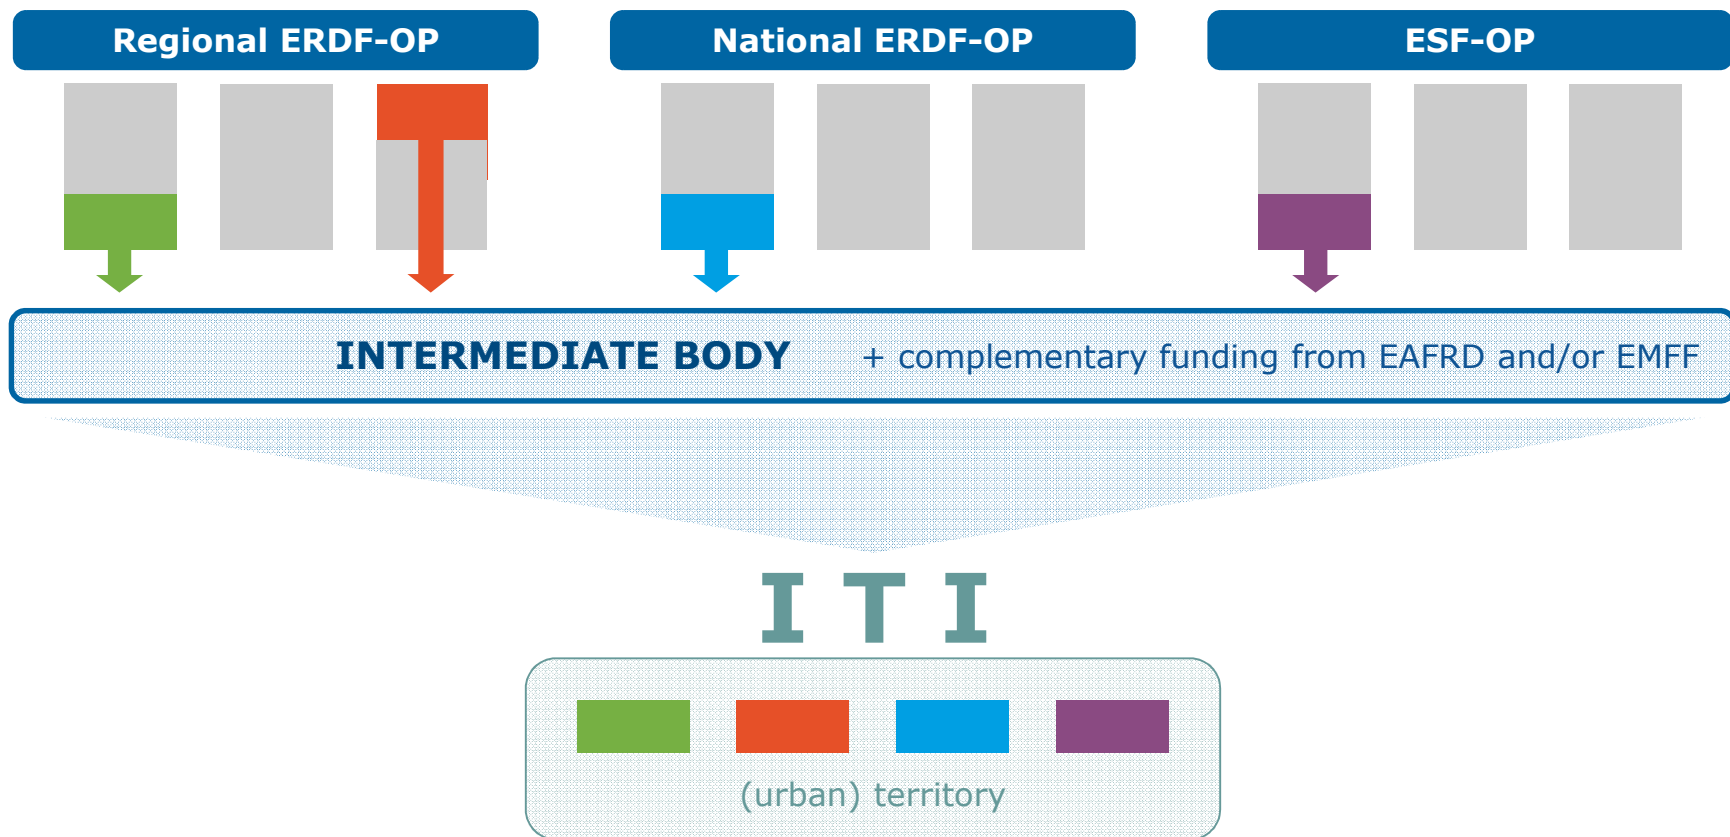 Regional ERDF-OP
National ERDF-OP
ESF-OP
INTERMEDIATE BODY + complementary funding from EAFRD and/or EMFF
ITI
(urban) territory